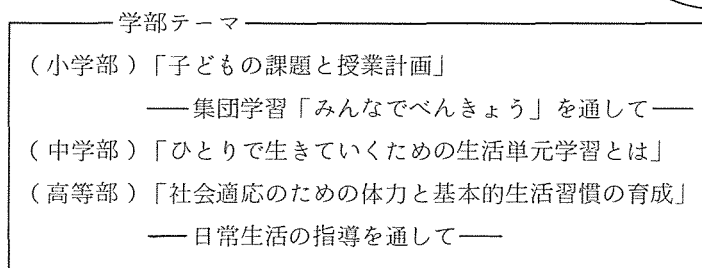 学部テーマ
(小学部)「子どもの課題と授業計画」
――集団学習「みんなでべんきょう」を通して――
(中学部)「ひとりで生きていくための生活単元学習とは」
(高等部)「社会適応のための体力と基本的生活習慣の育成」
――日常生活の指導を通して――